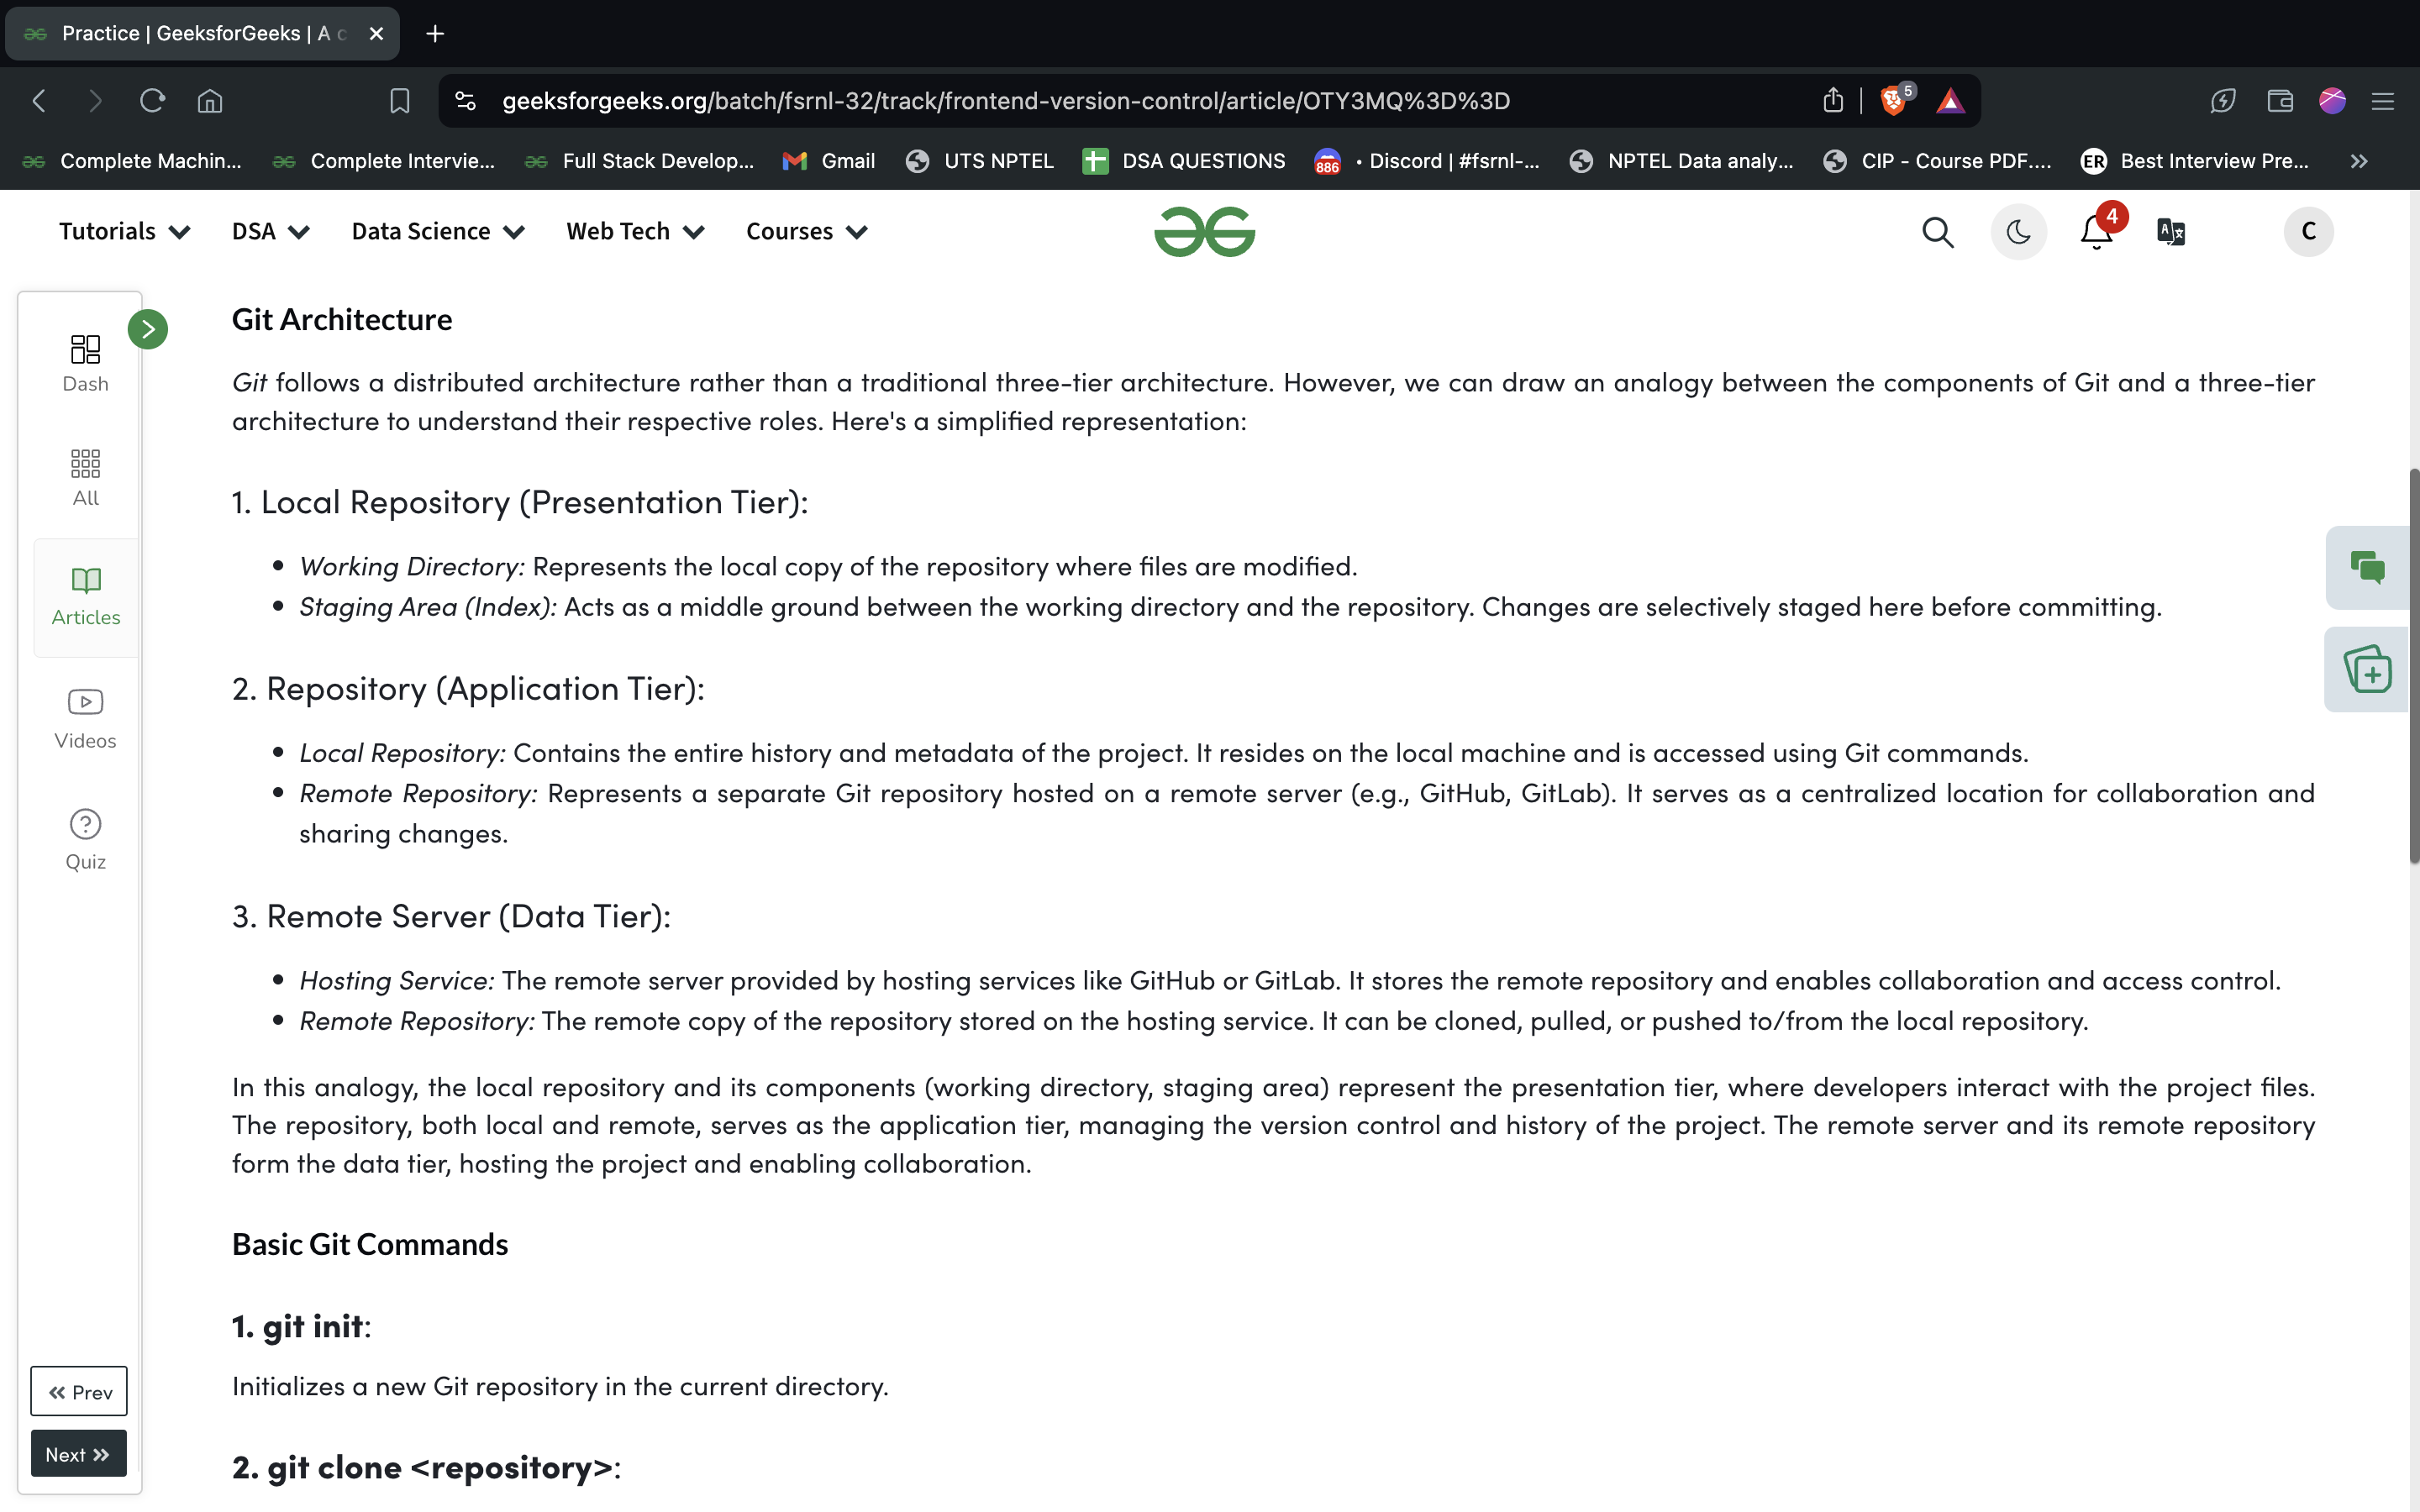 Practice | GeeksforGeeks | A c
geeksforgeeks.org/batch/fsrnl-32/track/frontend-version-control/article/OTY3MQ%3D%3D
5
Complete Machin... Complete Intervie... Full Stack Develop... Gmail UTS NPTEL DSA QUESTIONS 886 • Discord | #fsrnl-... NPTEL Data analy... CIP - Course PDF.... ER Best Interview Pre...
Tutorials DSA Data Science Web Tech Courses 4 C
Dash
All
Articles
Videos
Quiz
Prev
Next
Git Architecture
Git follows a distributed architecture rather than a traditional three-tier architecture. However, we can draw an analogy between the components of Git and a three-tier
architecture to understand their respective roles. Here's a simplified representation:
1. Local Repository (Presentation Tier):
• Working Directory: Represents the local copy of the repository where files are modified.
• Staging Area (Index): Acts as a middle ground between the working directory and the repository. Changes are selectively staged here before committing.
2. Repository (Application Tier):
• Local Repository: Contains the entire history and metadata of the project. It resides on the local machine and is accessed using Git commands.
• Remote Repository: Represents a separate Git repository hosted on a remote server (e.g., GitHub, GitLab). It serves as a centralized location for collaboration and
sharing changes.
3. Remote Server (Data Tier):
• Hosting Service: The remote server provided by hosting services like GitHub or GitLab. It stores the remote repository and enables collaboration and access control.
• Remote Repository: The remote copy of the repository stored on the hosting service. It can be cloned, pulled, or pushed to/from the local repository.
In this analogy, the local repository and its components (working directory, staging area) represent the presentation tier, where developers interact with the project files.
The repository, both local and remote, serves as the application tier, managing the version control and history of the project. The remote server and its remote repository
form the data tier, hosting the project and enabling collaboration.
Basic Git Commands
1. git init:
Initializes a new Git repository in the current directory.
2. git clone <repository>: